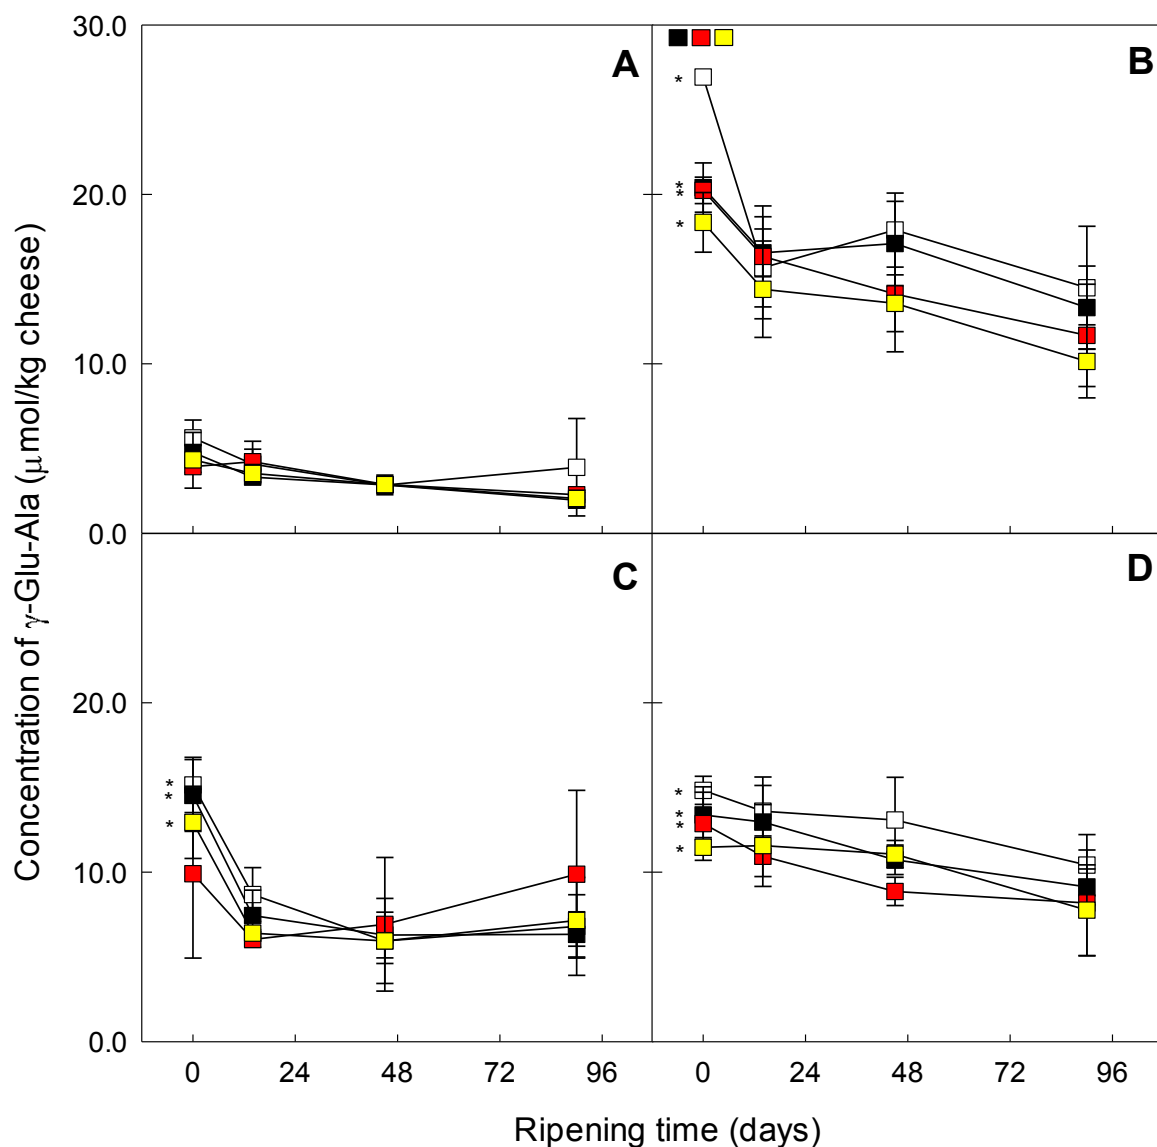 30.0
A
B
*
20.0
*
*
*
10.0
0.0
C
D
20.0
*
*
*
*
*
*
*
10.0
0.0
0 24 48 72 96 0 24 48 72 96
Ripening time (days)
Concentration of γ-Glu-Ala (μmol/kg cheese)